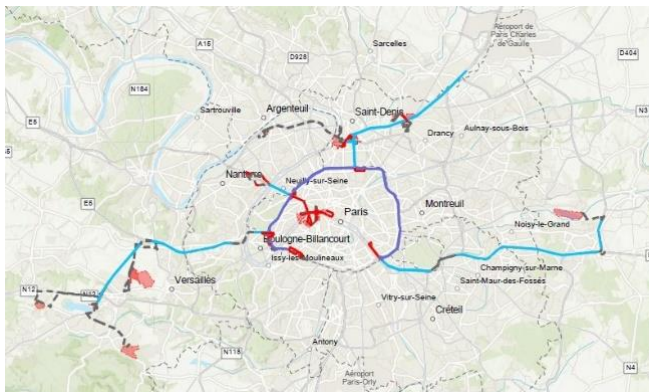 Aéroport de
Paris Charles
de Gaulle
A15
D928
Sarcelles
D404
N184
Argenteuil
Saint-Denis
Sartrouville
N3
E5
Drancy
Aulnay-sous-Bois
Nanterre
Neuilly-sur-Seine
E5
Paris
Montreuil
Noisy-le-Grand
Boulogne-Billancourt
Issy-les-Moulineaux
Champigny-sur-Marne
Versailles
Saint-Maur-des-Fossés
N12
N12
Vitry-sur-Seine
Créteil
Antony
N118
Aéroport
Paris-Orly
N4